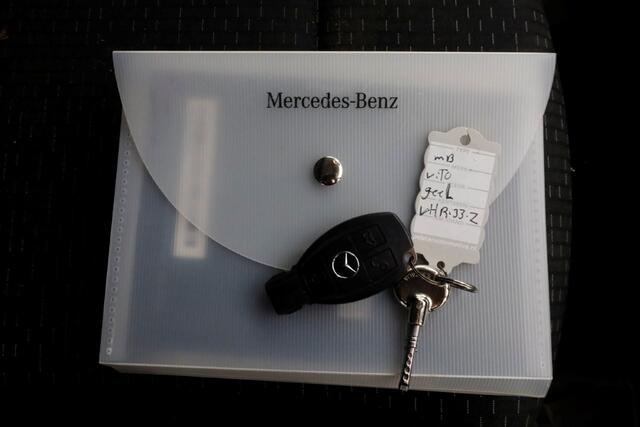 Mercedes-Benz
mB
ViTO
geeL
VHR-33-Z